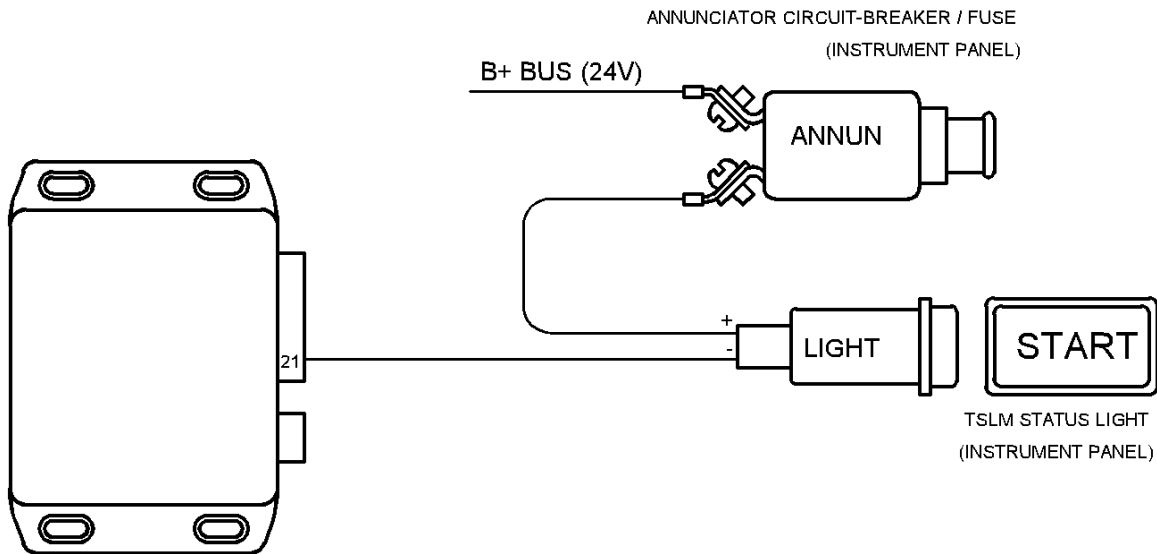 ANNUNCIATOR CIRCUIT-BREAKER / FUSE
(INSTRUMENT PANEL)
B+ BUS (24V)
ANNUN
+
-
21
LIGHT
START
TSLM STATUS LIGHT
(INSTRUMENT PANEL)